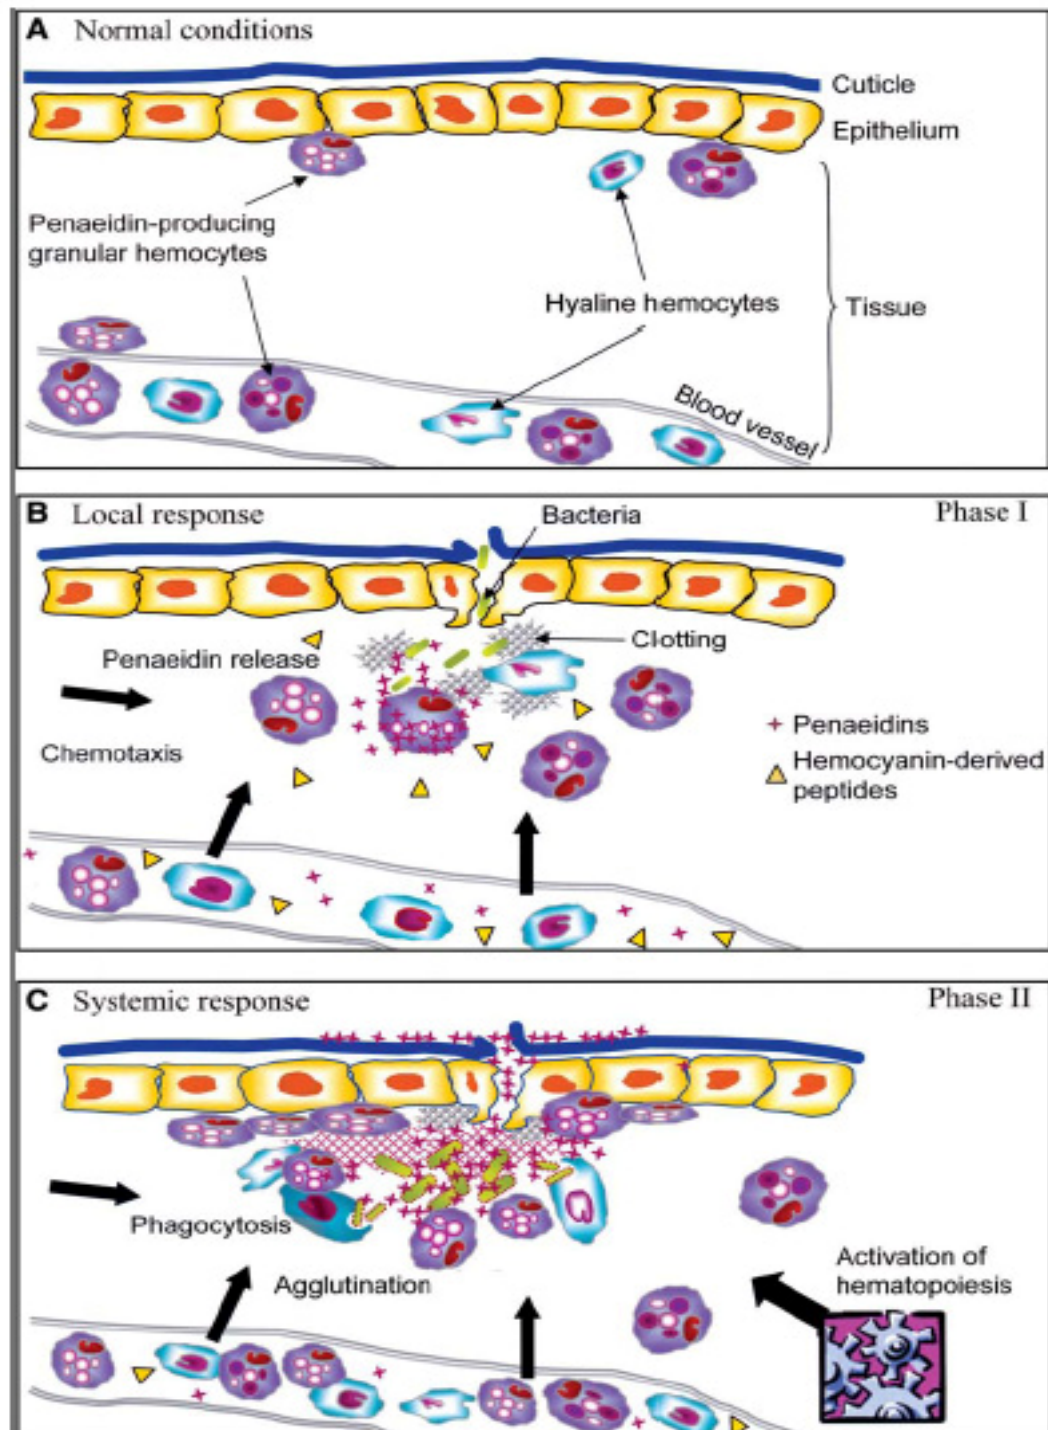 A Normal conditions
Cuticle
Epithelium
Penaeidin-producing
granular hemocytes
Hyaline hemocytes
Tissue
Blood vessel
B Local response
Bacteria
Phase I
Clotting
Penaeidin release
Penaeidins
Chemotaxis
Hemocyanin-derived
peptides
C Systemic response
Phase II
Phagocytosis
Activation of
hematopoiesis
Agglutination